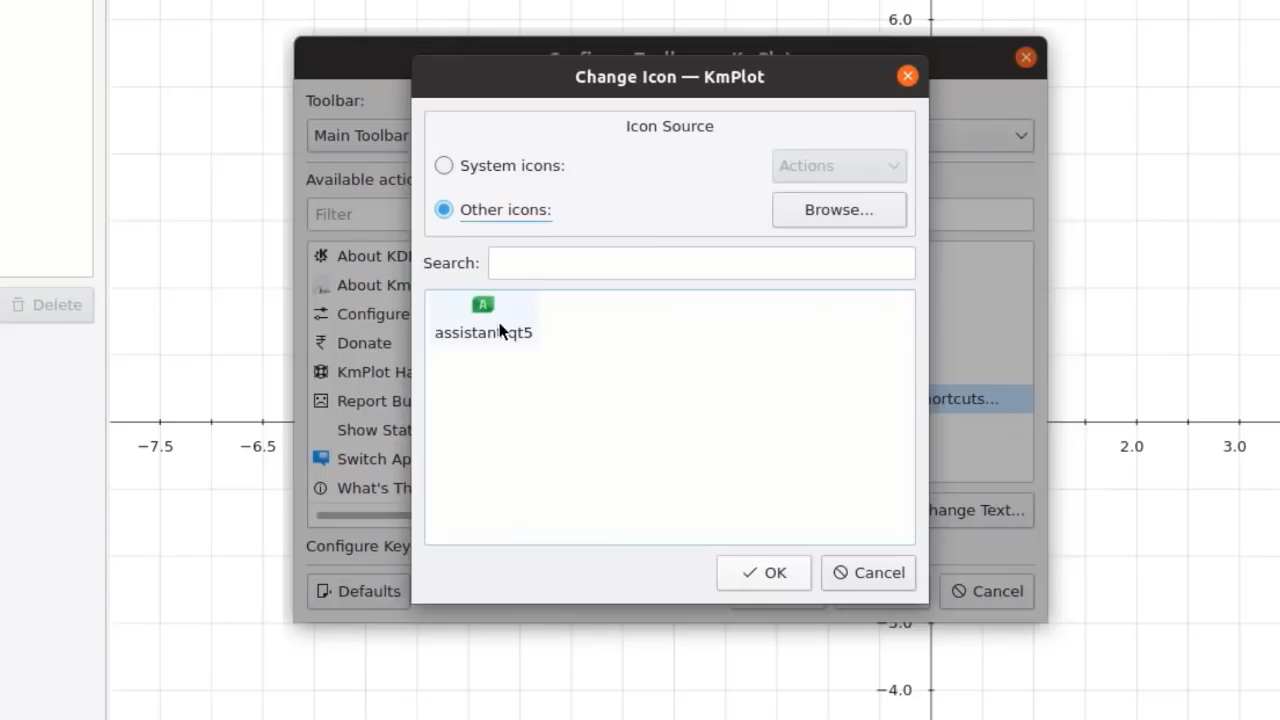 6.0
Change Icon — KmPlot
Toolbar:
Main Toolbar
Icon Source
System icons:
Actions
Other icons:
Browse...
Available actio
Filter
Search:
About KDE
About Km
Configure
Donate
KmPlot Ha
Report Bu
Show Stat
Switch Ap
What's Th
A
assistant-qt5
Delete
ortcuts...
−7.5
−6.5
2.0
3.0
hange Text...
Configure Key
OK
Cancel
Defaults
Cancel
−4.0